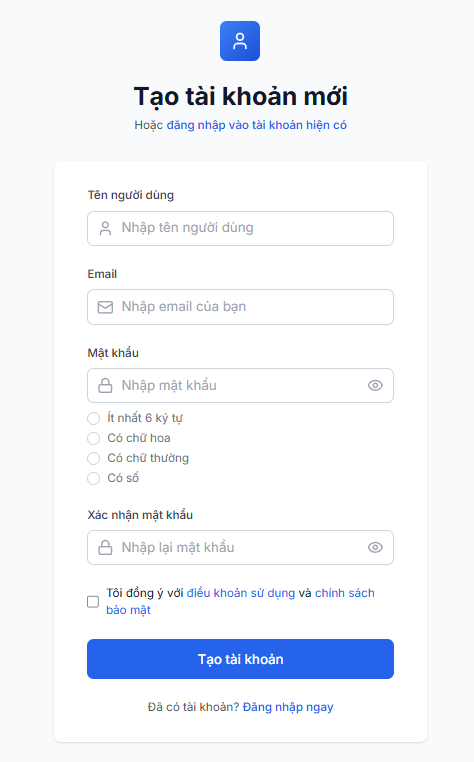 Tạo tài khoản mới
Hoặc đăng nhập vào tài khoản hiện có
Tên người dùng
Nhập tên người dùng
Email
Nhập email của bạn
Mật khẩu
Nhập mật khẩu
Ít nhất 6 ký tự
Có chữ hoa
Có chữ thường
Có số
Xác nhận mật khẩu
Nhập lại mật khẩu
Tôi đồng ý với điều khoản sử dụng và chính sách
bảo mật
Tạo tài khoản
Đã có tài khoản? Đăng nhập ngay